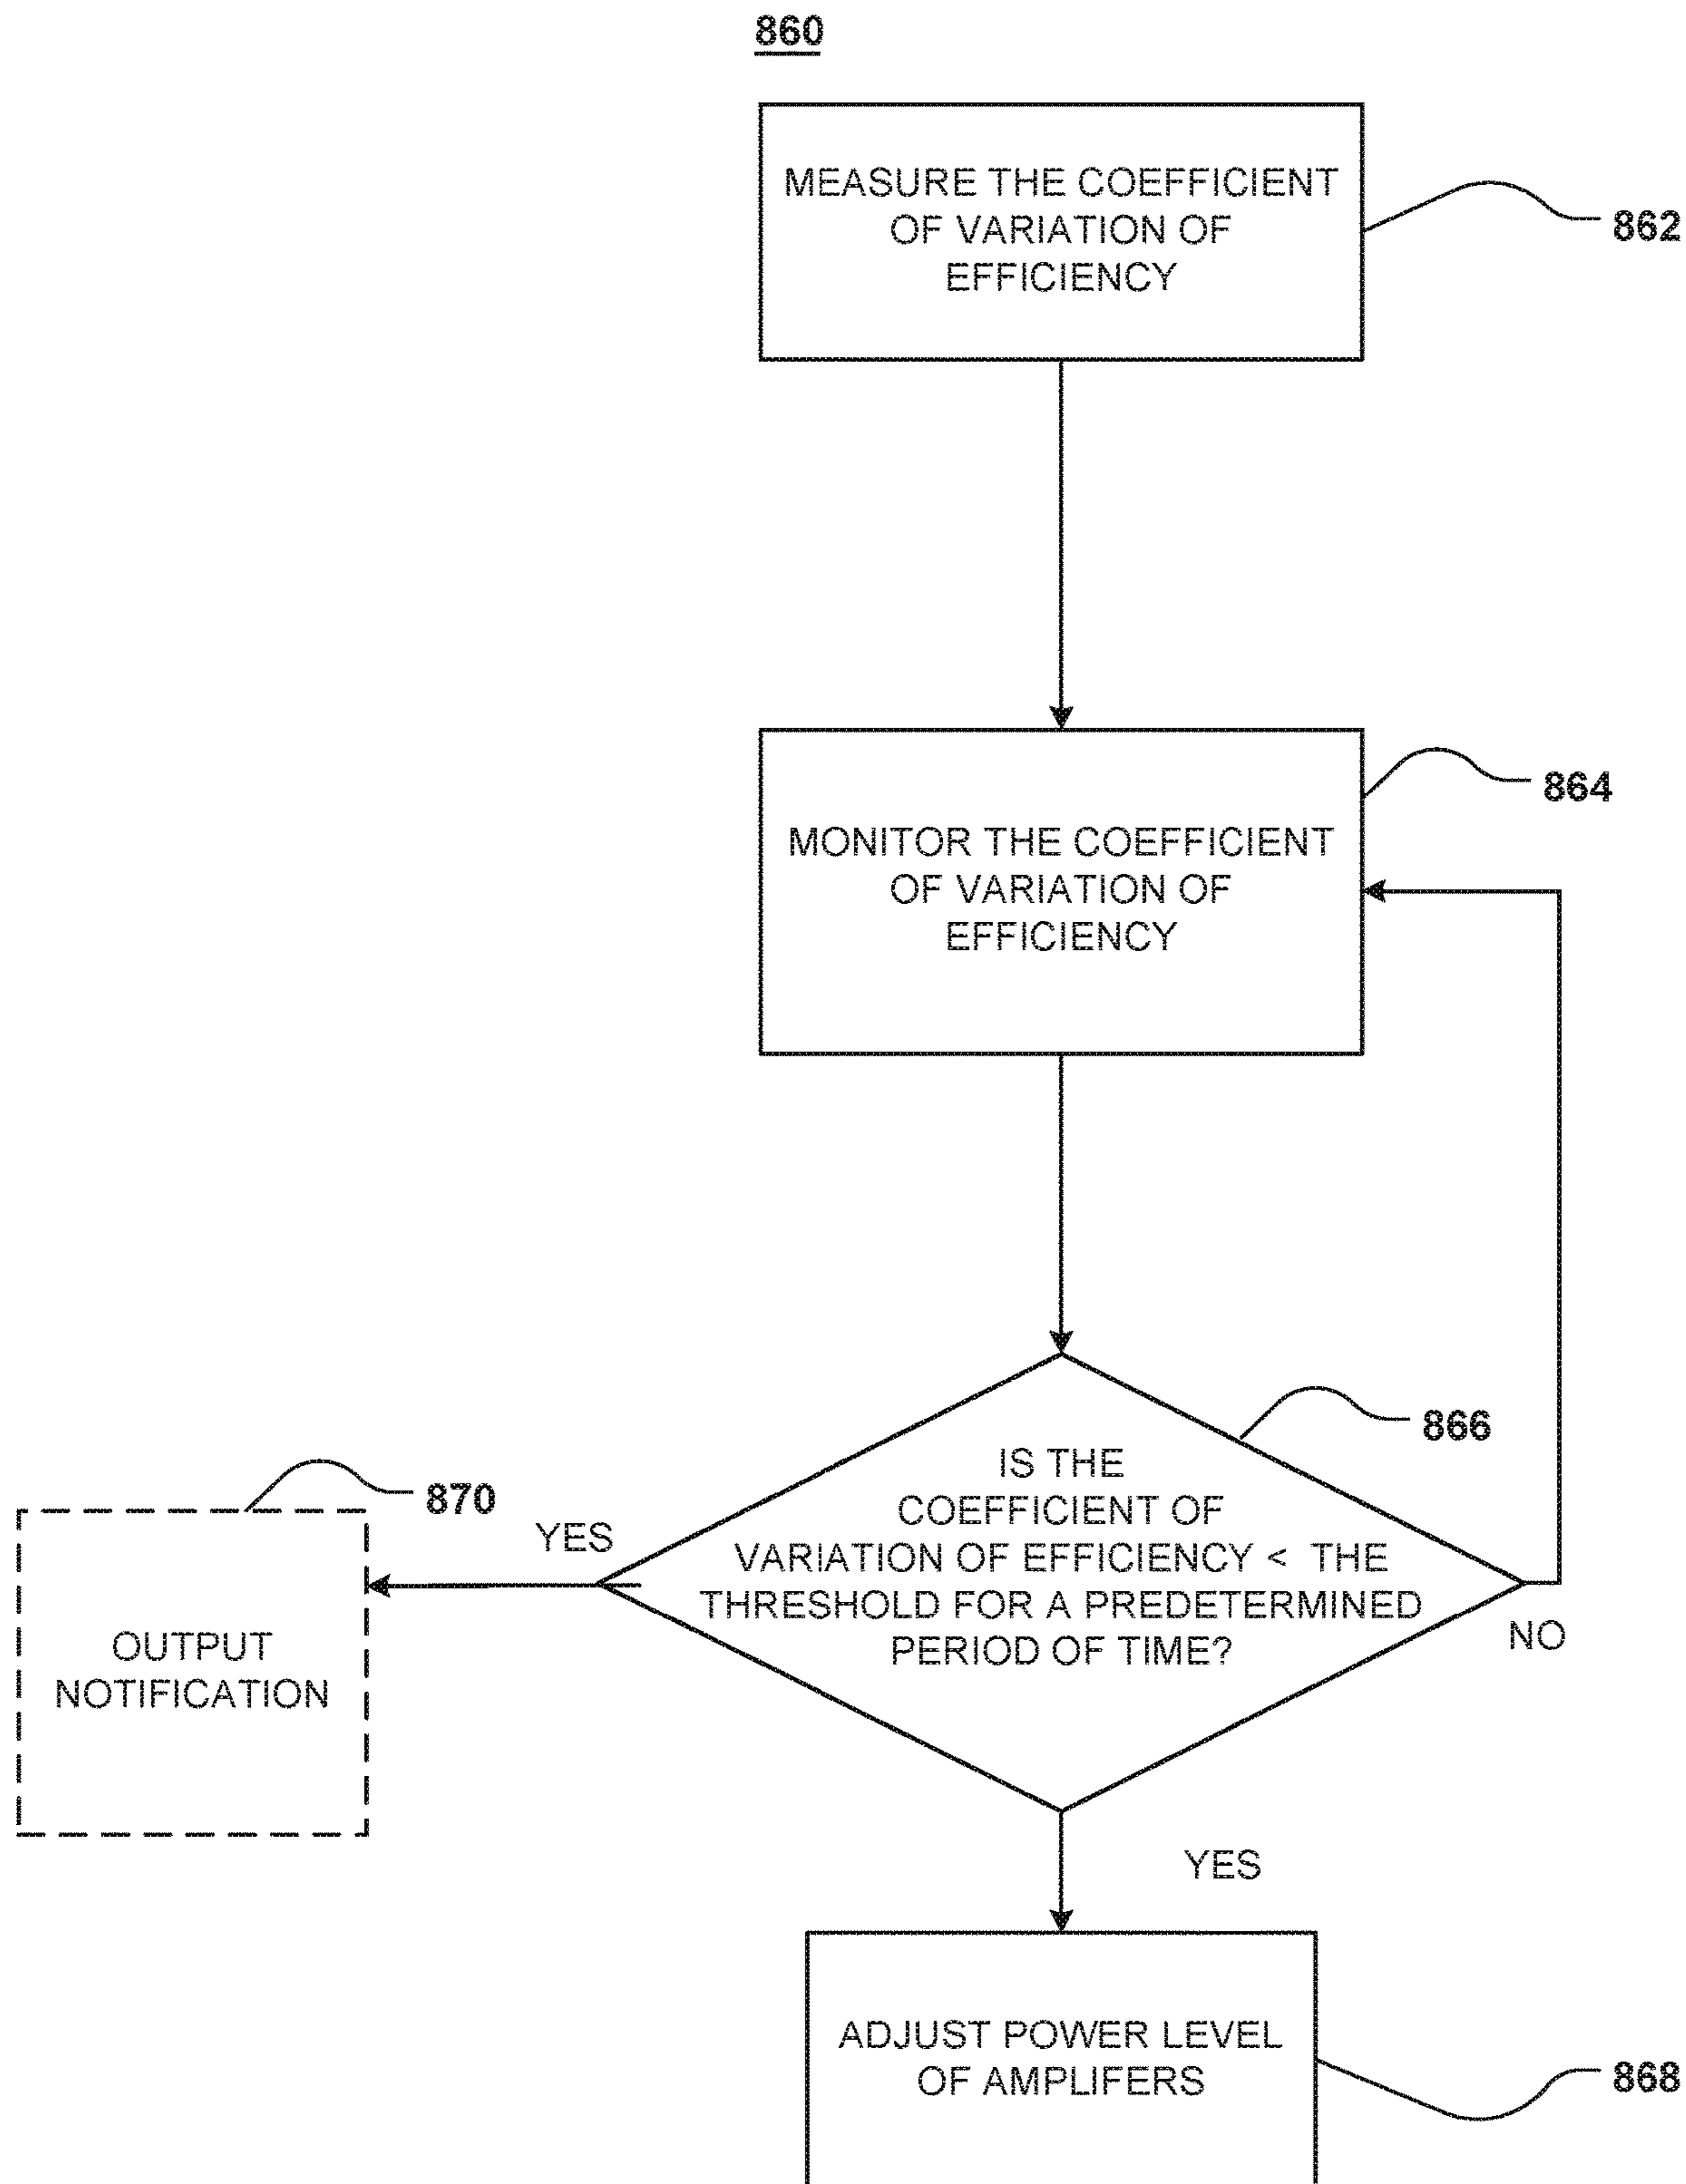 860
MEASURE THE COEFFICIENT
OF VARIATION OF
EFFICIENCY
862
864
MONITOR THE COEFFICIENT
OF VARIATION OF
EFFICIENCY
866
IS THE
COEFFICIENT OF
VARIATION OF EFFICIENCY < THE
THRESHOLD FOR A PREDETERMINED
PERIOD OF TIME?
870
YES
OUTPUT
NOTIFICATION
NO
YES
ADJUST POWER LEVEL
OF AMPLIFERS
868